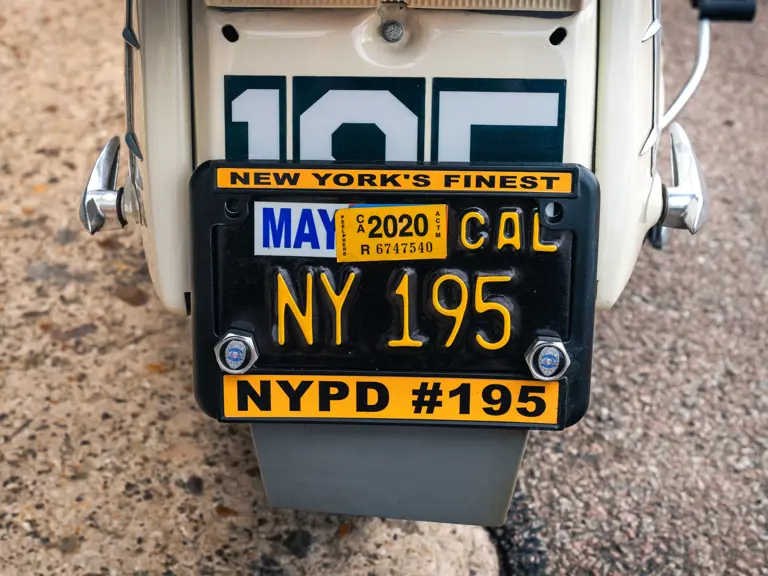 195
NEW YORK'S FINEST
MAY
CA 2020
R 6747540
CAL
NY 195
NYPD #195